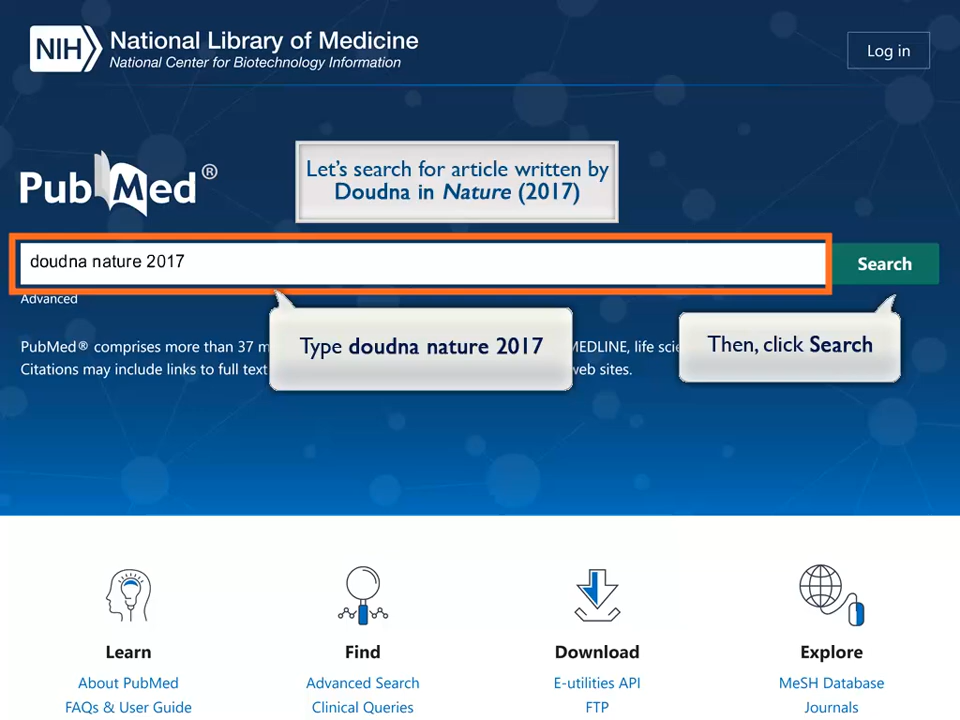 NIH
National Library of Medicine
National Center for Biotechnology Information
Log in
PubMed®
Let's search for article written by
Doudna in Nature (2017)
doudna nature 2017
Search
Advanced
PubMed® comprises more than 37 m
MEDLINE, life scie
Citations may include links to full text
web sites.
Type doudna nature 2017
Then, click Search
Learn
About PubMed
FAQs & User Guide
Find
Advanced Search
Clinical Queries
Download
E-utilities API
FTP
Explore
MeSH Database
Journals